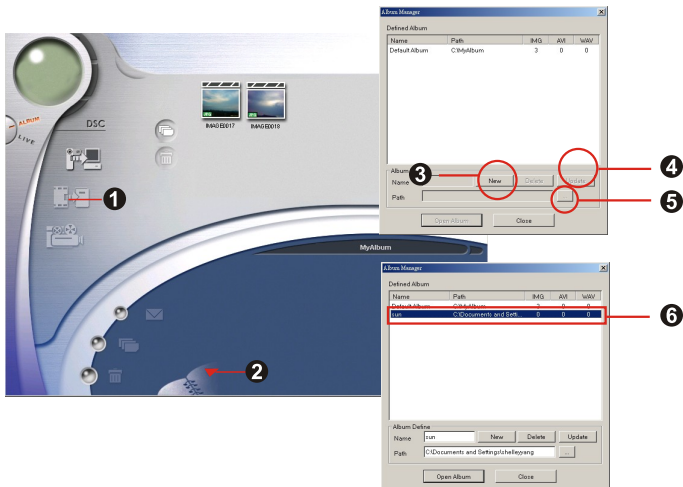 ALBUM
LIVE
DSC
IMAGE0017 IMAGE0018
1
MyAlbum
2
Album Manager
Defined Album
Name Path IMG AVI WAV
Default Album C:\MyAlbum 3 0 0
Album
Name New Delete Update
Path
Open Album Close
3
4
5
Album Manager
Defined Album
Name Path IMG AVI WAV
Default Album C:\MyAlbum 3 0 0
sun C:\Documents and Setti... 0 0 0
6
Album Define
Name sun New Delete Update
Path C:\Documents and Settings\shelleyyang ...
Open Album Close